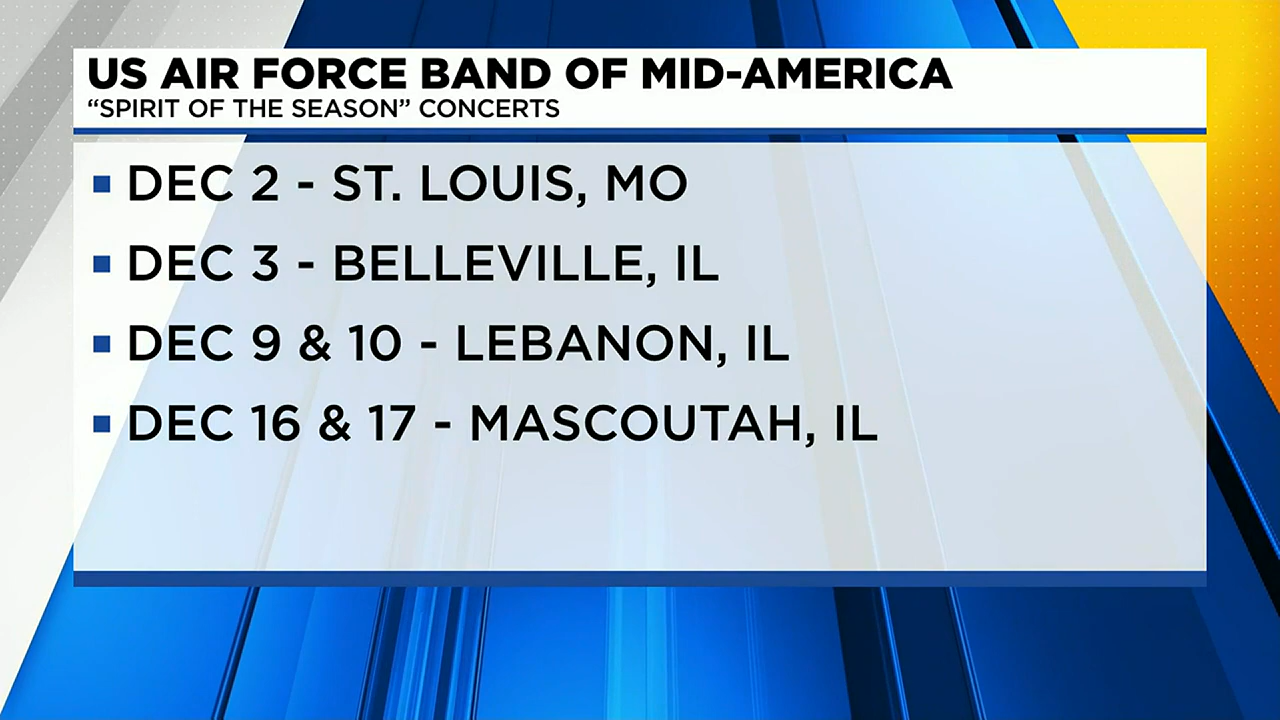 US AIR FORCE BAND OF MID-AMERICA
“SPIRIT OF THE SEASON” CONCERTS
DEC 2 - ST. LOUIS, MO
DEC 3 - BELLEVILLE, IL
DEC 9 & 10 - LEBANON, IL
DEC 16 & 17 - MASCOUTAH, IL